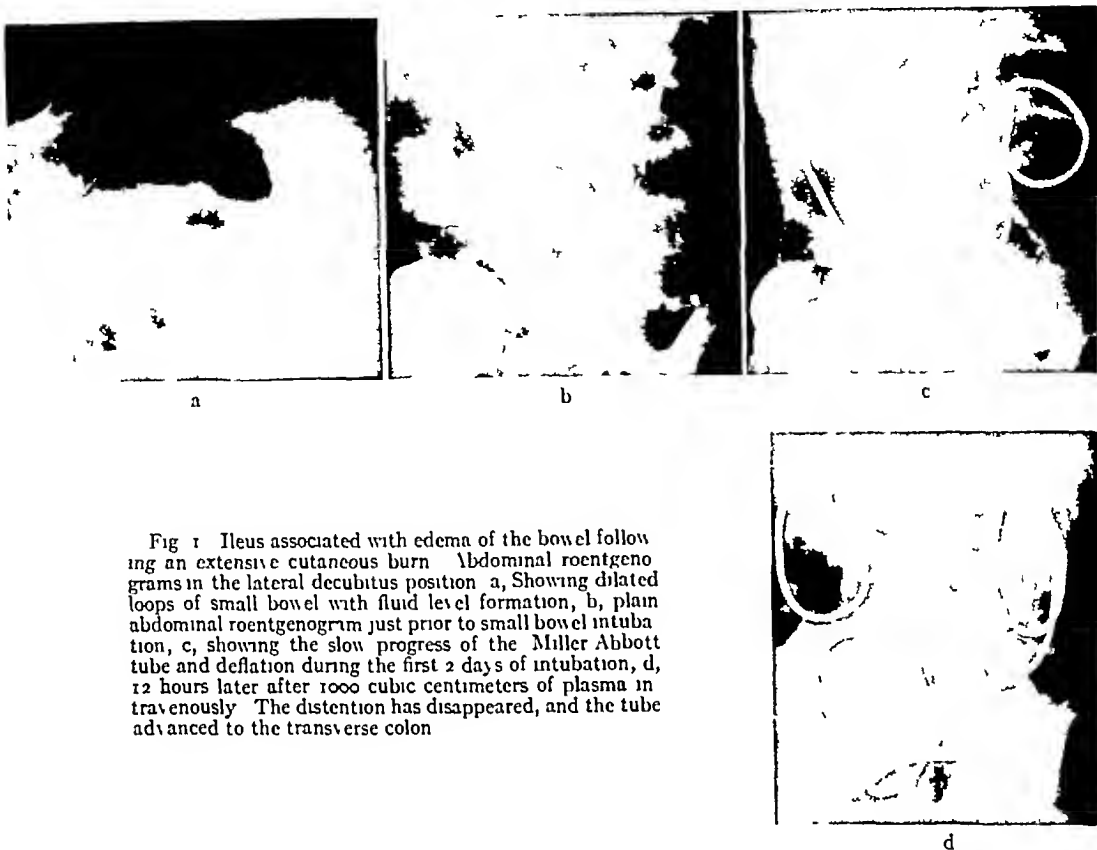 a
b
c
Fig 1 Ileus associated with edema of the bowel follow
ing an extensive cutaneous burn Abdominal roentgeno
grams in the lateral decubitus position a, Showing dilated
loops of small bowel with fluid level formation, b, plain
abdominal roentgenogram just prior to small bowel intuba
tion, c, showing the slow progress of the Miller Abbott
tube and deflation during the first 2 days of intubation, d,
12 hours later after 1000 cubic centimeters of plasma in
travenously The distention has disappeared, and the tube
advanced to the transverse colon
d